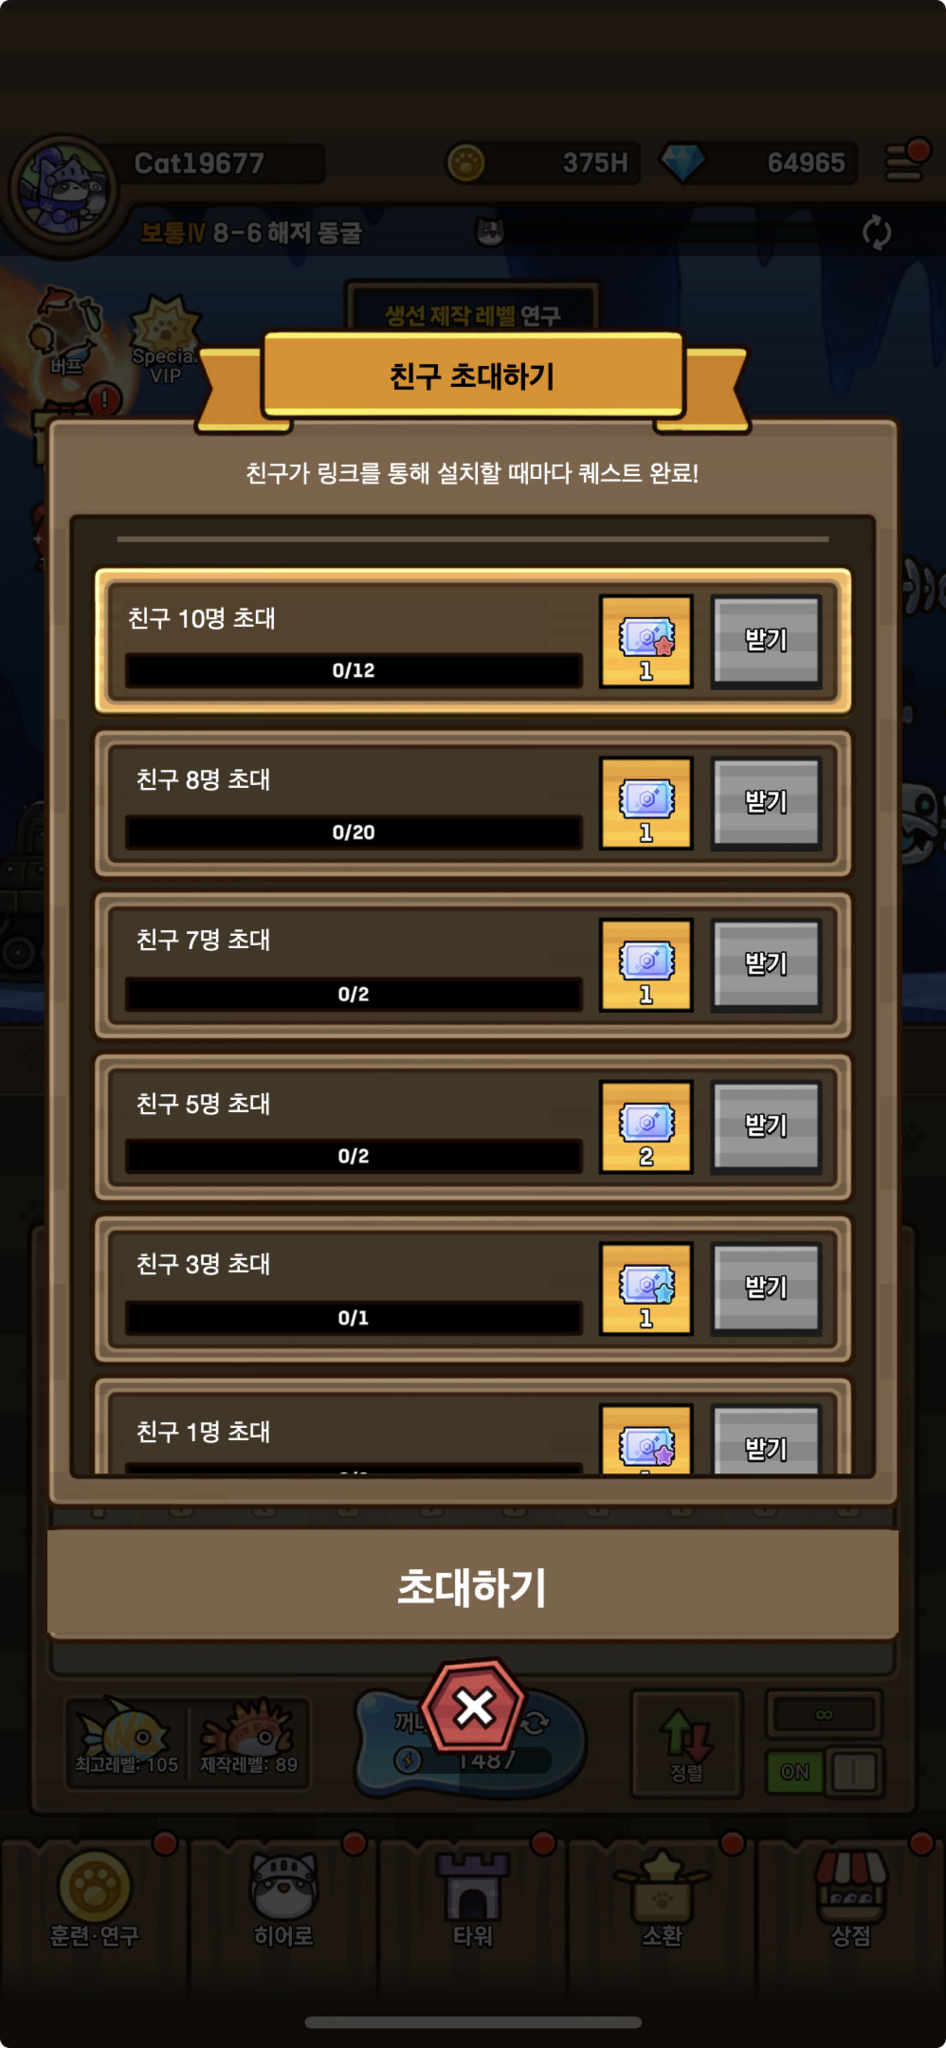 Cat19677
375H
64965
보통Ⅳ 8-6 해저 동굴
생선 제작 레벨 연구
버프
Special
VIP
친구 초대하기
친구가 링크를 통해 설치할 때마다 퀘스트 완료!
친구 10명 초대
0/12
1
받기
친구 8명 초대
0/20
1
받기
친구 7명 초대
0/2
1
받기
친구 5명 초대
0/2
2
받기
친구 3명 초대
0/1
1
받기
친구 1명 초대
받기
초대하기
최고레벨: 105
제작레벨: 89
1487
정렬
∞
ON
훈련·연구
히어로
타워
소환
상점